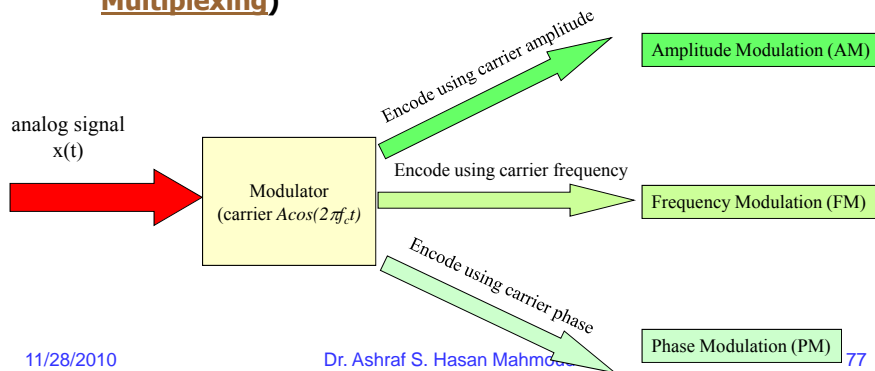 Multiplexing)
Encode using carrier amplitude
Amplitude Modulation (AM)
analog signal
x(t)
Encode using carrier frequency
Modulator
(carrier Acos(2πfct)
Frequency Modulation (FM)
Encode using carrier phase
Phase Modulation (PM)
11/28/2010
Dr. Ashraf S. Hasan
77